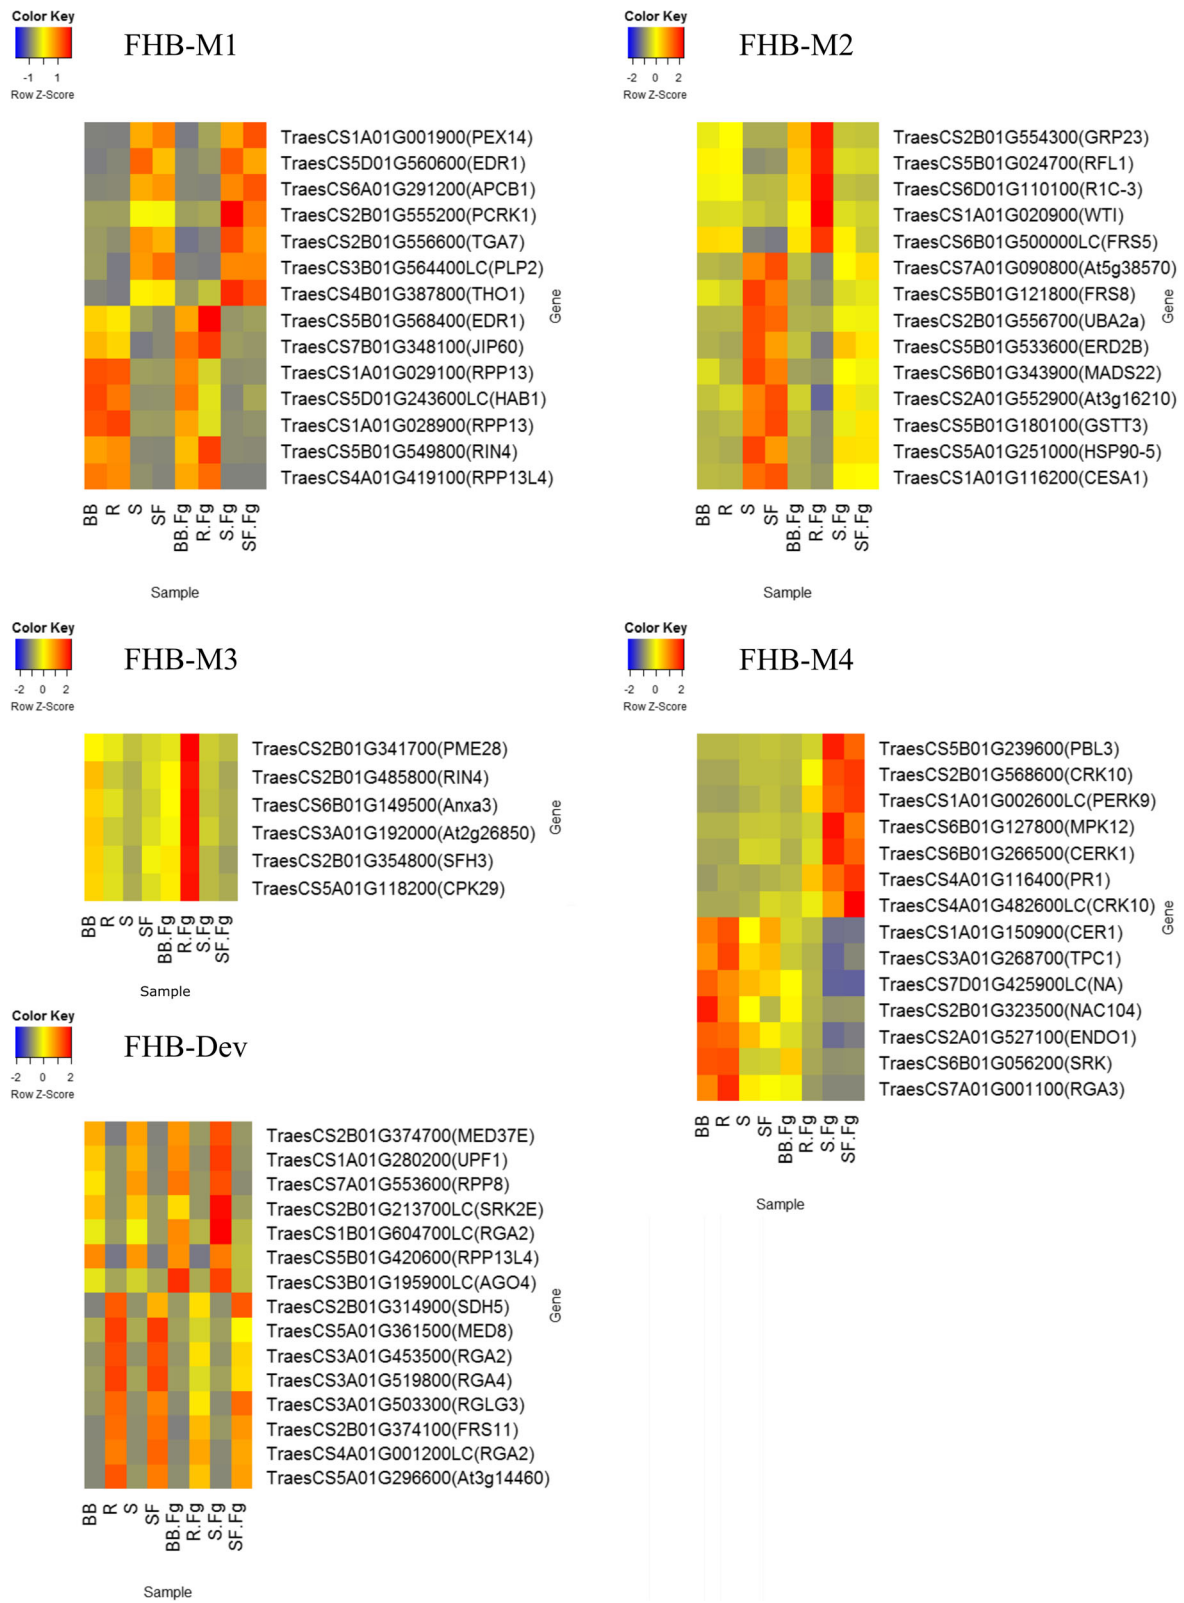 Color Key
FHB-M1
-1 1
Row Z-Score
TraesCS1A01G001900(PEX14)
TraesCS5D01G560600(EDR1)
TraesCS6A01G291200(APCB1)
TraesCS2B01G555200(PCRK1)
TraesCS2B01G556600(TGA7)
TraesCS3B01G564400LC(PLP2)
TraesCS4B01G387800(THO1)
TraesCS5B01G568400(EDR1)
TraesCS7B01G348100(JIP60)
TraesCS1A01G029100(RPP13)
TraesCS5D01G243600LC(HAB1)
TraesCS1A01G028900(RPP13)
TraesCS5B01G549800(RIN4)
TraesCS4A01G419100(RPP13L4)
Gene
BB R S SF BB.Fg R.Fg S.Fg SF.Fg
Sample
Color Key
FHB-M2
-2 0 2
Row Z-Score
TraesCS2B01G554300(GRP23)
TraesCS5B01G024700(RFL1)
TraesCS6D01G110100(R1C-3)
TraesCS1A01G020900(WTI)
TraesCS6B01G500000LC(FRS5)
TraesCS7A01G090800(At5g38570)
TraesCS5B01G121800(FRS8)
TraesCS2B01G556700(UBA2a)
TraesCS5B01G533600(ERD2B)
TraesCS6B01G343900(MADS22)
TraesCS2A01G552900(At3g16210)
TraesCS5B01G180100(GSTT3)
TraesCS5A01G251000(HSP90-5)
TraesCS1A01G116200(CESA1)
Gene
BB R S SF BB.Fg R.Fg S.Fg SF.Fg
Sample
Color Key
FHB-M3
-2 0 2
Row Z-Score
TraesCS2B01G341700(PME28)
TraesCS2B01G485800(RIN4)
TraesCS6B01G149500(Anxa3)
TraesCS3A01G192000(At2g26850)
TraesCS2B01G354800(SFH3)
TraesCS5A01G118200(CPK29)
Gene
BB R S SF BB.Fg R.Fg S.Fg SF.Fg
Sample
Color Key
FHB-M4
-2 0 2
Row Z-Score
TraesCS5B01G239600(PBL3)
TraesCS2B01G568600(CRK10)
TraesCS1A01G002600LC(PERK9)
TraesCS6B01G127800(MPK12)
TraesCS6B01G266500(CERK1)
TraesCS4A01G116400(PR1)
TraesCS4A01G482600LC(CRK10)
TraesCS1A01G150900(CER1)
TraesCS3A01G268700(TPC1)
TraesCS7D01G425900LC(NA)
TraesCS2B01G323500(NAC104)
TraesCS2A01G527100(ENDO1)
TraesCS6B01G056200(SRK)
TraesCS7A01G001100(RGA3)
Gene
BB R S SF BB.Fg R.Fg S.Fg SF.Fg
Sample
Color Key
FHB-Dev
-2 0 2
Row Z-Score
TraesCS2B01G374700(MED37E)
TraesCS1A01G280200(UPF1)
TraesCS7A01G553600(RPP8)
TraesCS2B01G213700LC(SRK2E)
TraesCS1B01G604700LC(RGA2)
TraesCS5B01G420600(RPP13L4)
TraesCS3B01G195900LC(AGO4)
TraesCS2B01G314900(SDH5)
TraesCS5A01G361500(MED8)
TraesCS3A01G453500(RGA2)
TraesCS3A01G519800(RGA4)
TraesCS3A01G503300(RGLG3)
TraesCS2B01G374100(FRS11)
TraesCS4A01G001200LC(RGA2)
TraesCS5A01G296600(At3g14460)
Gene
BB R S SF BB.Fg R.Fg S.Fg SF.Fg
Sample